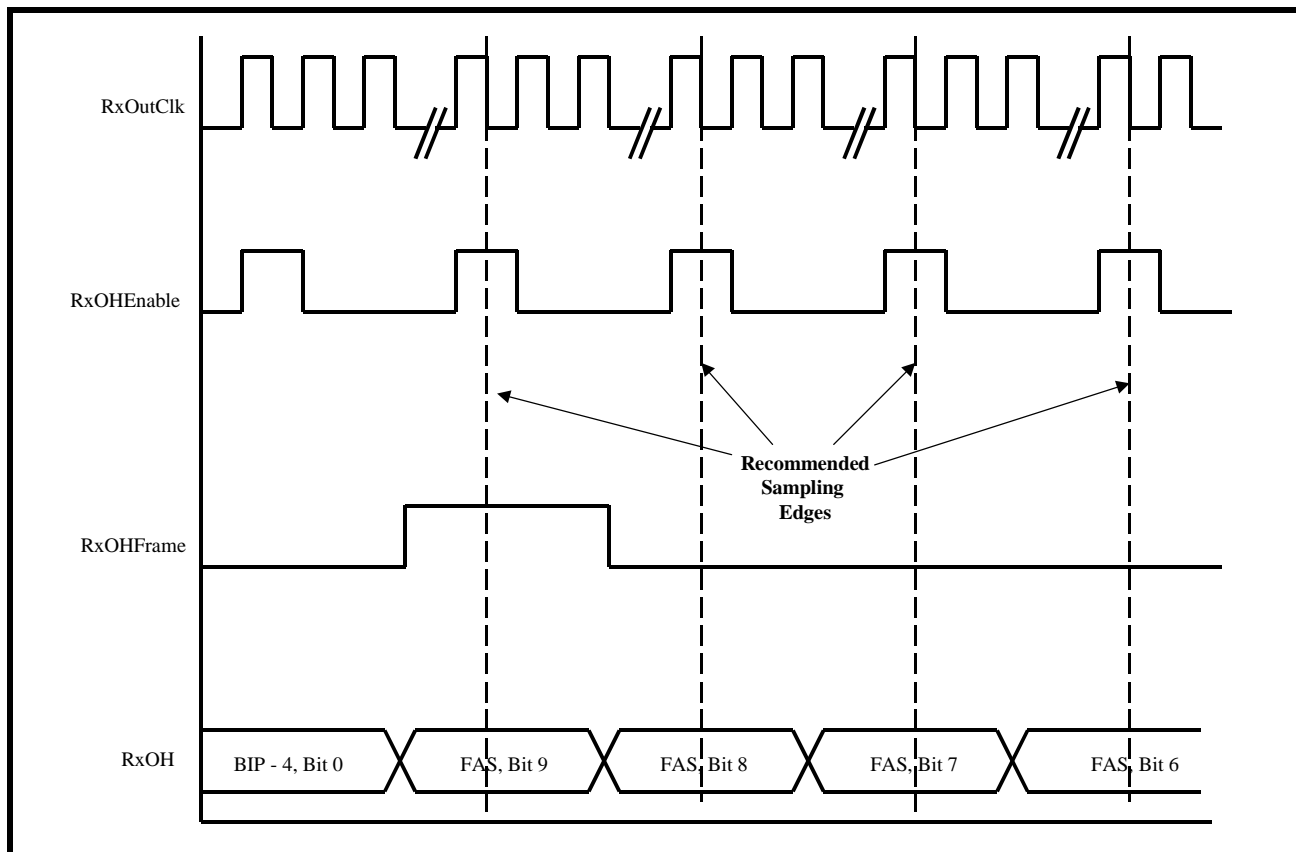 RxOutClk
RxOHEnable
Recommended
Sampling
Edges
RxOHFrame
RxOH
BIP - 4, Bit 0
FAS, Bit 9
FAS, Bit 8
FAS, Bit 7
FAS, Bit 6